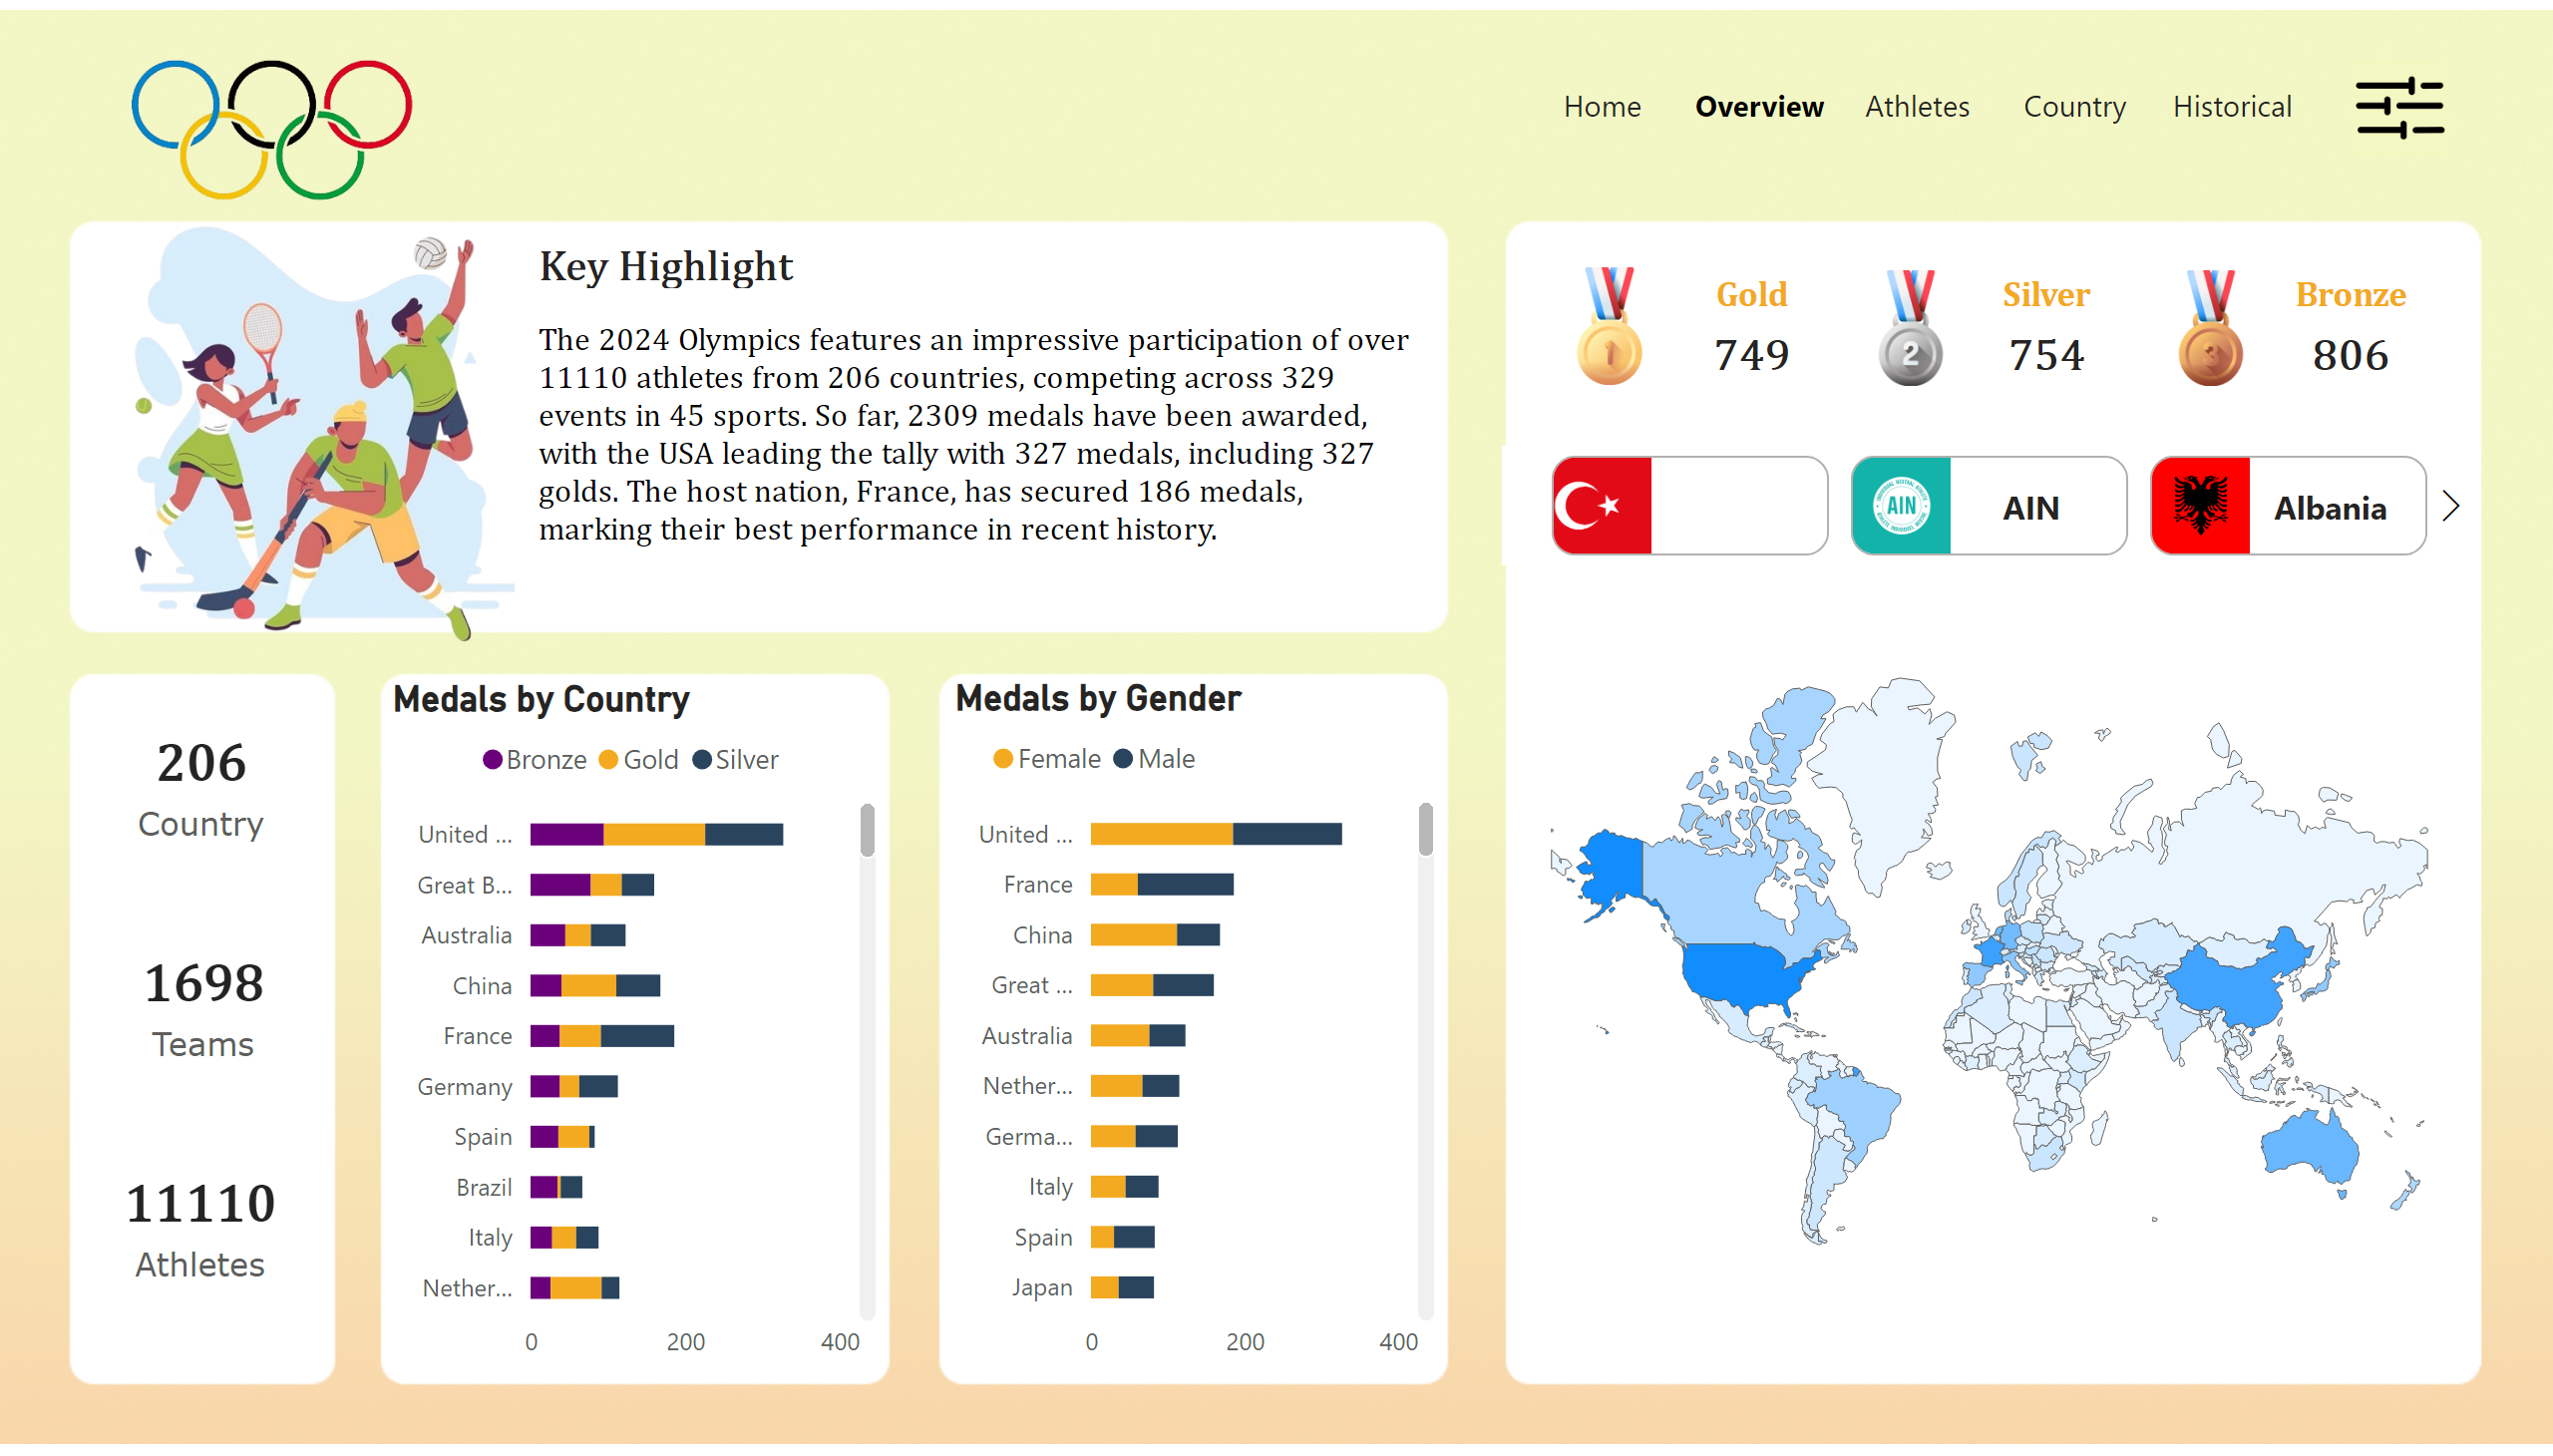 Home Overview Athletes Country Historical
Key Highlight
The 2024 Olympics features an impressive participation of over
11110 athletes from 206 countries, competing across 329
events in 45 sports. So far, 2309 medals have been awarded,
with the USA leading the tally with 327 medals, including 327
golds. The host nation, France, has secured 186 medals,
marking their best performance in recent history.
Gold
749
Silver
754
Bronze
806
1
2
3
AIN
AIN
Albania
206
Country
1698
Teams
11110
Athletes
Medals by Country
Bronze Gold Silver
United ...
Great B...
Australia
China
France
Germany
Spain
Brazil
Italy
Nether...
0 200 400
Medals by Gender
Female Male
United ...
France
China
Great ...
Australia
Nether...
Germa...
Italy
Spain
Japan
0 200 400